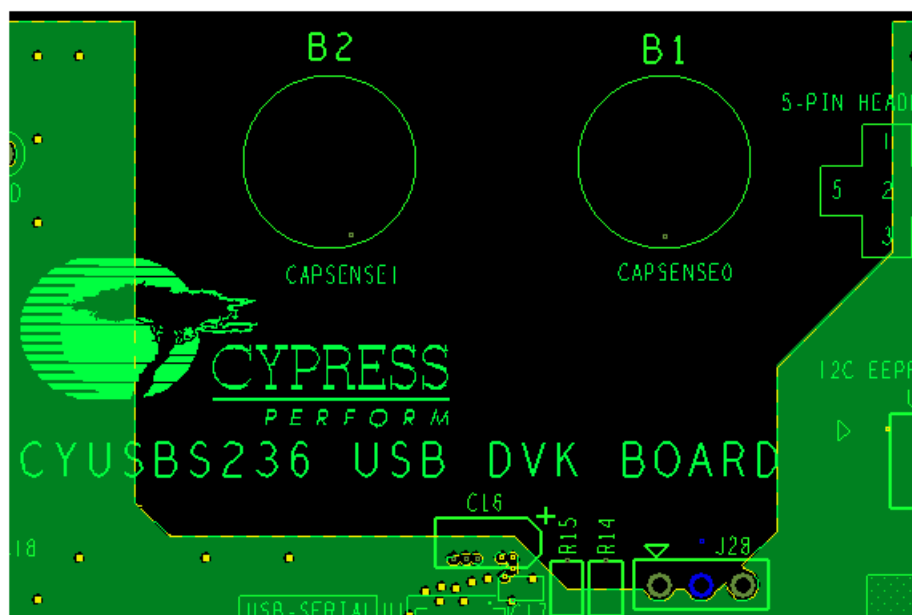 B2
B1
5-PIN HEAD
1
5
2
3
D
CAPSENSE1
CAPSENSE0
CYPRESS
PERFORM
I2C EEPR
U
CYUSBS236 USB DVK BOARD
C16
+
R15
R14
J28
USB-SERIAL